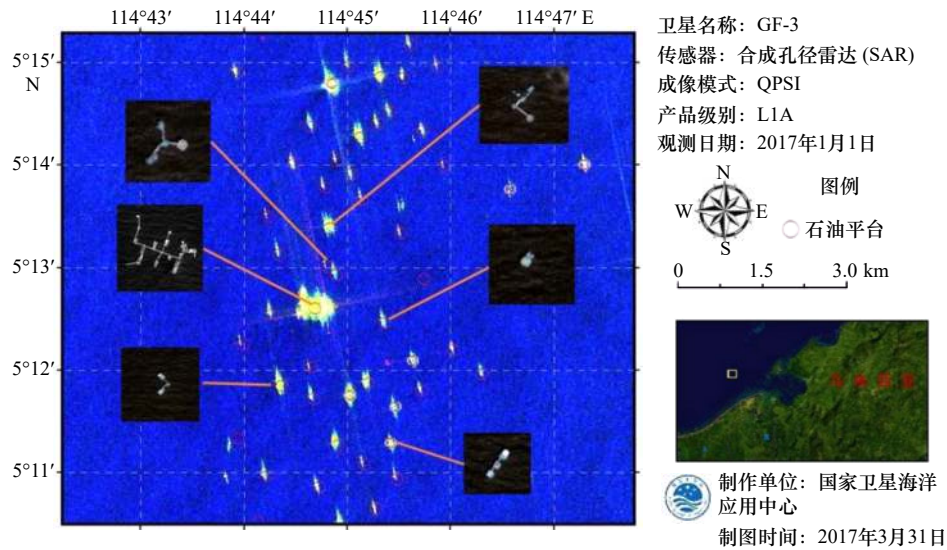 114°43′ 114°44′ 114°45′ 114°46′ 114°47′ E
5°15′
N
5°14′
5°13′
5°12′
5°11′
卫星名称：GF-3
传感器：合成孔径雷达 (SAR)
成像模式：QPSI
产品级别：L1A
观测日期：2017年1月1日
N
W E
S
图例
石油平台
0 1.5 3.0 km
制作单位：国家卫星海洋
应用中心
制图时间：2017年3月31日